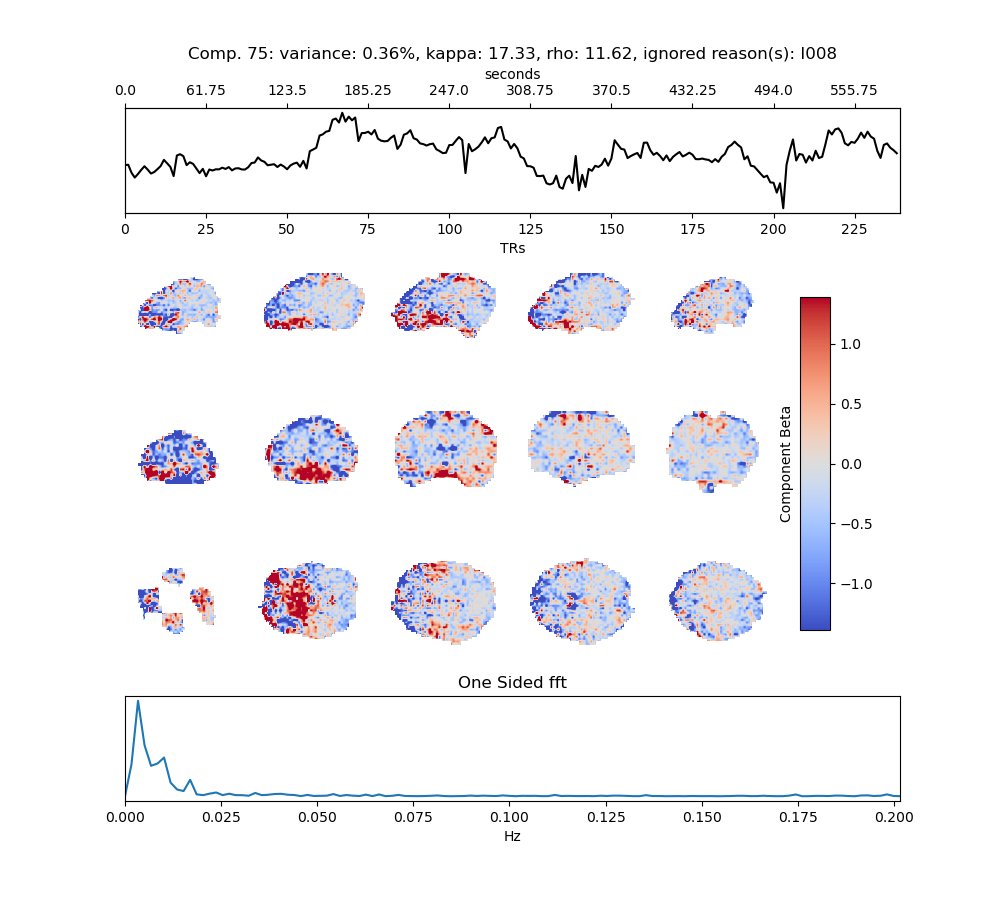 Comp. 75: variance: 0.36%, kappa: 17.33, rho: 11.62, ignored reason(s): I008
seconds
0.0 61.75 123.5 185.25 247.0 308.75 370.5 432.25 494.0 555.75
0 25 50 75 100 125 150 175 200 225
TRs
1.0
0.5
0.0
−0.5
−1.0
Component Beta
One Sided fft
0.000 0.025 0.050 0.075 0.100 0.125 0.150 0.175 0.200
Hz